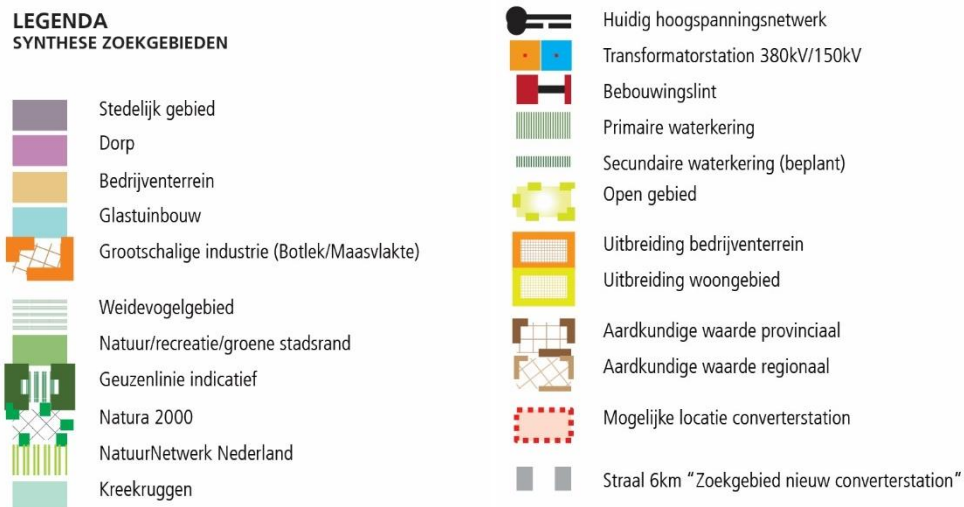 LEGENDA
SYNTHESE ZOEKGEBIEDEN
Stedelijk gebied
Dorp
Bedrijventerrein
Glastuinbouw
Grootschalige industrie (Botlek/Maasvlakte)
Weidevogelgebied
Natuur/recreatie/groene stadsrand
Geuzenlinie indicatief
Natura 2000
NatuurNetwerk Nederland
Kreekruggen
Huidig hoogspanningsnetwerk
Transformatorstation 380kV/150kV
Bebouwingslint
Primaire waterkering
Secundaire waterkering (beplant)
Open gebied
Uitbreiding bedrijventerrein
Uitbreiding woongebied
Aardkundige waarde provinciaal
Aardkundige waarde regionaal
Mogelijke locatie converterstation
Straal 6km “Zoekgebied nieuw converterstation”